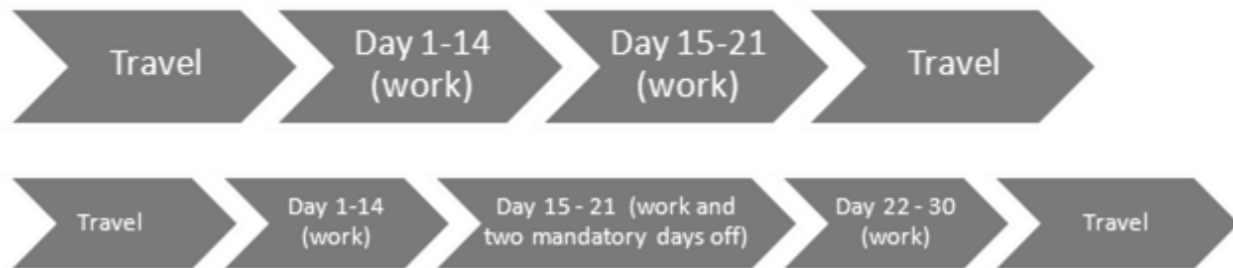 Travel
Day 1-14
(work)
Day 15-21
(work)
Travel
Travel
Day 1-14
(work)
Day 15 - 21 (work and
two mandatory days off)
Day 22 - 30
(work)
Travel